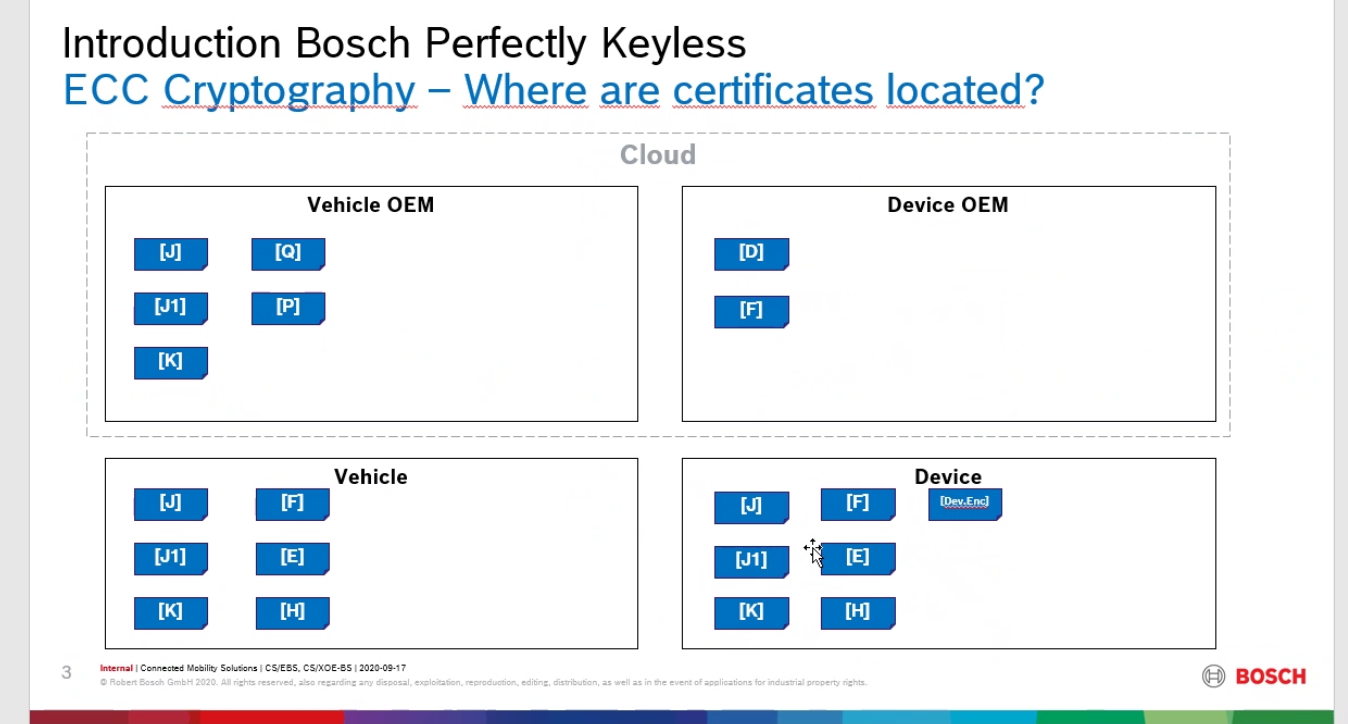 Introduction Bosch Perfectly Keyless
ECC Cryptography – Where are certificates located?
Cloud
Vehicle OEM
[J] [Q]
[J1] [P]
[K]
Device OEM
[D]
[F]
Vehicle
[J] [F]
[J1] [E]
[K] [H]
Device
[J] [F] [Dev.Enc]
[J1] [E]
[K] [H]
3
Internal | Connected Mobility Solutions | CS/EBS, CS/XOE-BS | 2020-09-17
© Robert Bosch GmbH 2020. All rights reserved, also regarding any disposal, exploitation, reproduction, editing, distribution, as well as in the event of applications for industrial property rights.
BOSCH